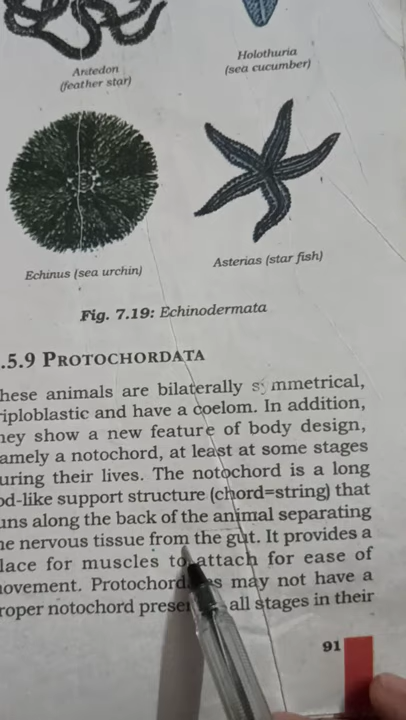 Antedon
(feather star)
Holothuria
(sea cucumber)
Echinus (sea urchin)
Asterias (star fish)
Fig. 7.19: Echinodermata
.5.9 PROTOCHORDATA
hese animals are bilaterally symmetrical,
riploblastic and have a coelom. In addition,
hey show a new feature of body design,
amely a notochord, at least at some stages
uring their lives. The notochord is a long
od-like support structure (chord=string) that
uns along the back of the animal separating
he nervous tissue from the gut. It provides a
lace for muscles to attach for ease of
ovement. Protochord es may not have a
roper notochord prese all stages in their
91